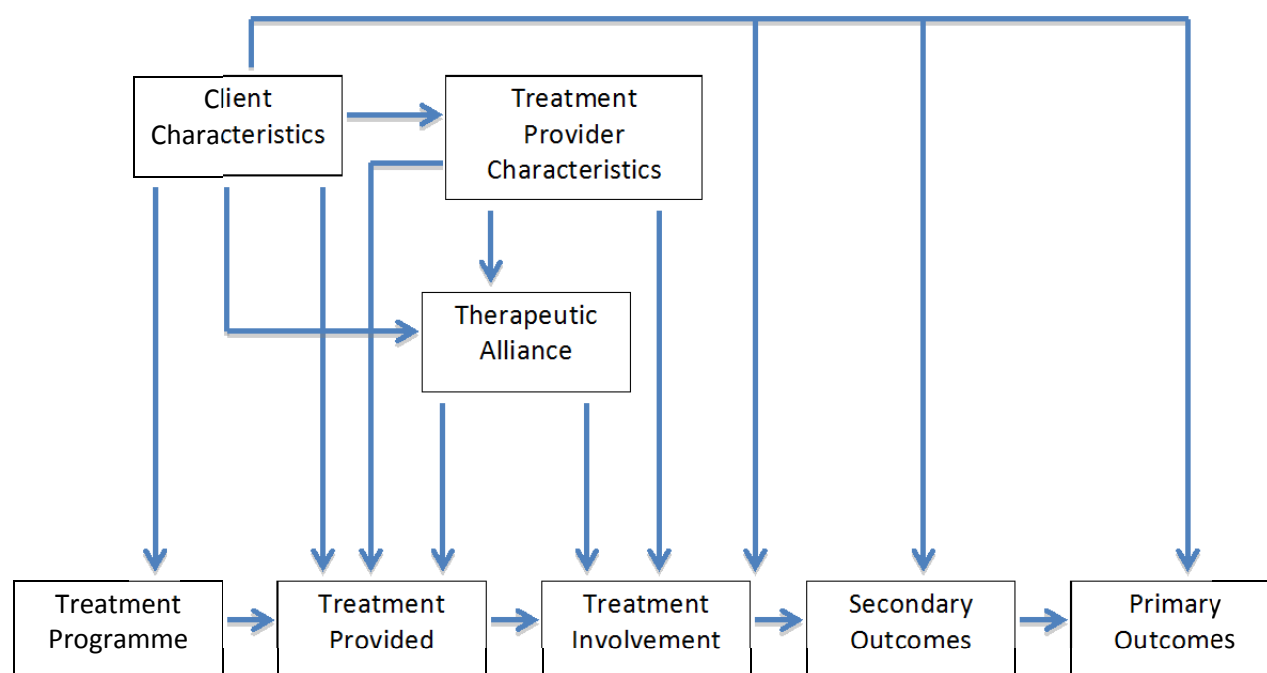 Client
Characteristics
Treatment
Provider
Characteristics
Therapeutic
Alliance
Treatment
Programme
Treatment
Provided
Treatment
Involvement
Secondary
Outcomes
Primary
Outcomes